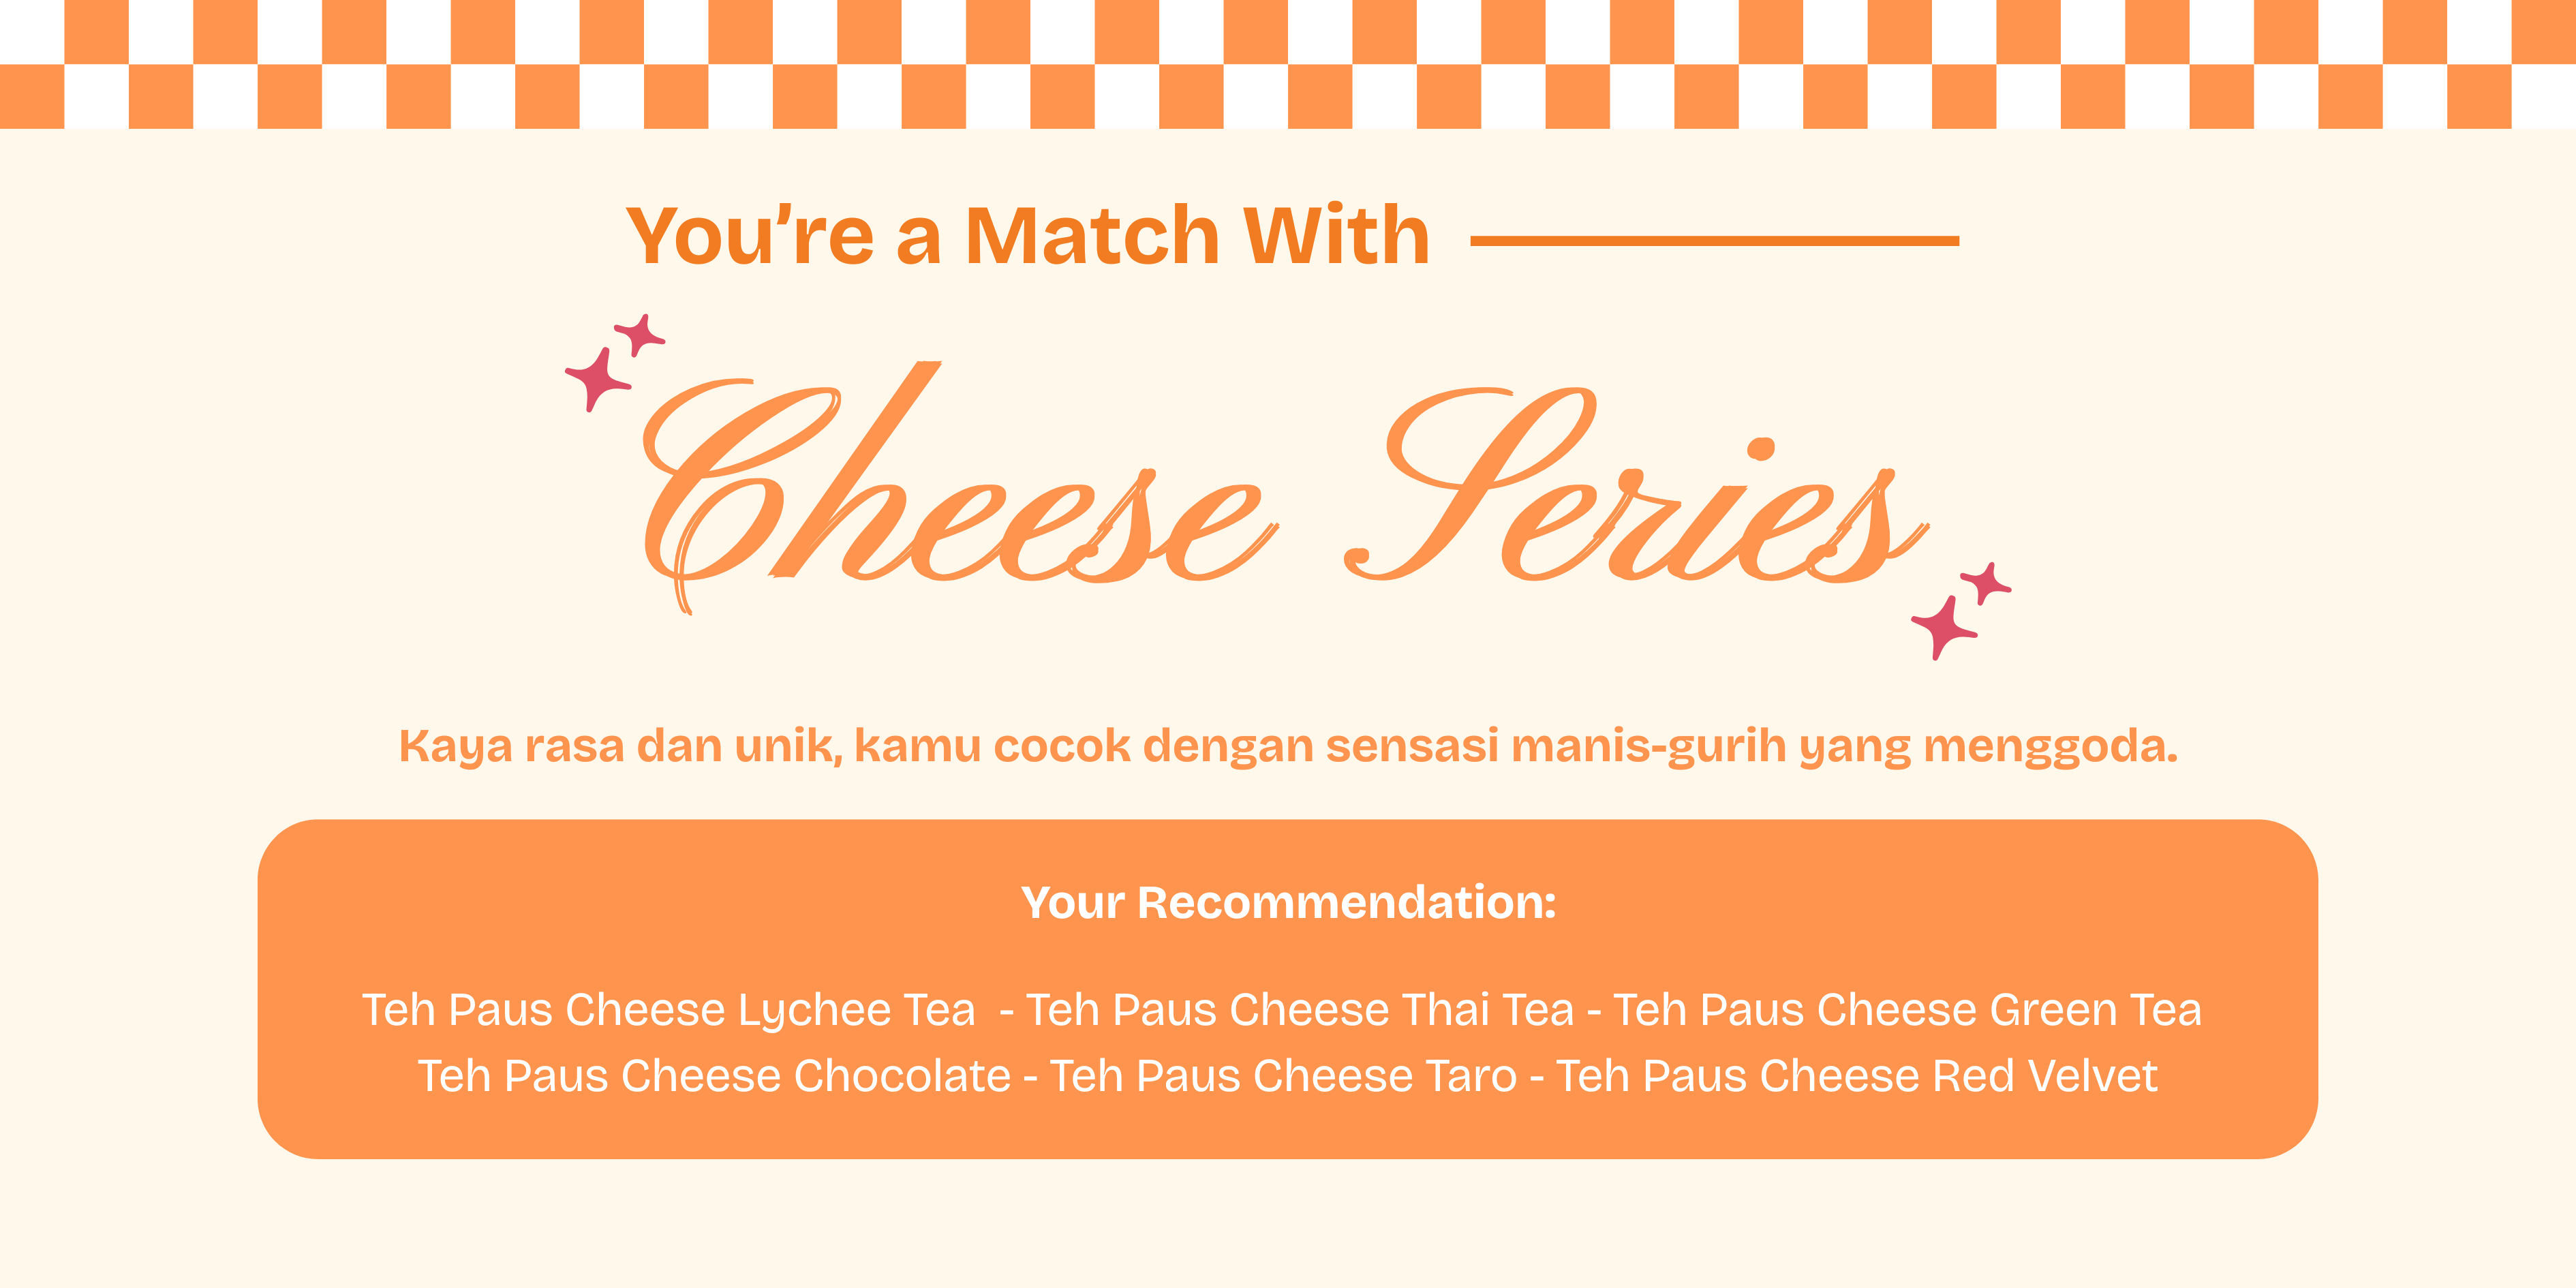 You’re a Match With
Cheese Series
Kaya rasa dan unik, kamu cocok dengan sensasi manis-gurih yang menggoda.
Your Recommendation:
Teh Paus Cheese Lychee Tea  - Teh Paus Cheese Thai Tea - Teh Paus Cheese Green Tea
Teh Paus Cheese Chocolate - Teh Paus Cheese Taro - Teh Paus Cheese Red Velvet